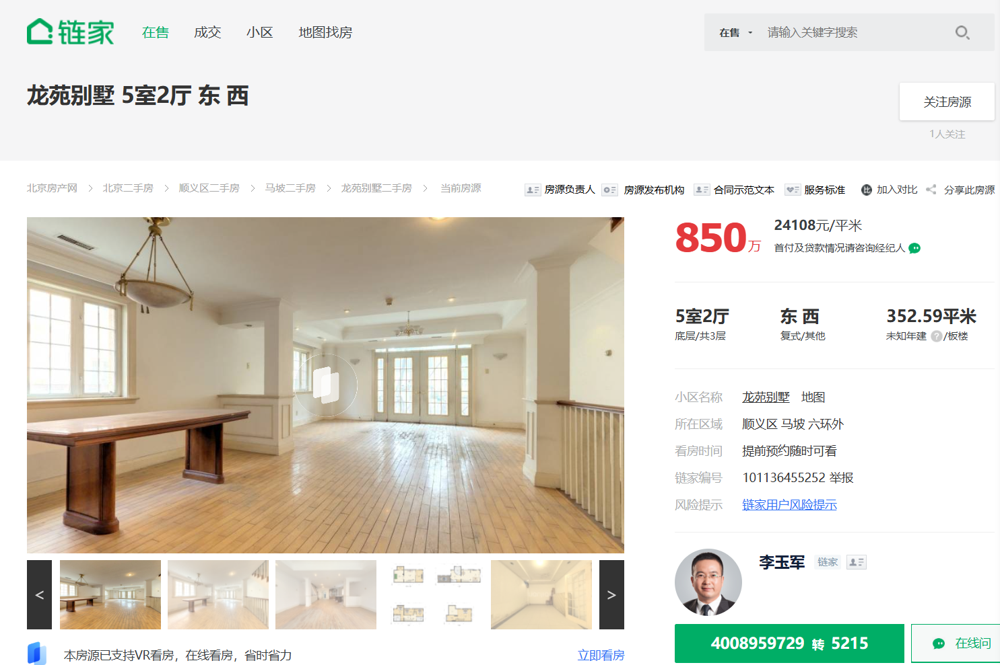 链家 在售 成交 小区 地图找房 在售 请输入关键字搜索
龙苑别墅 5室2厅 东 西
关注房源
1人关注
北京房产网 > 北京二手房 > 顺义区二手房 > 马坡二手房 > 龙苑别墅二手房 > 当前房源
房源负责人 房源发布机构 合同示范文本 服务标准 加入对比 分享此房源
850万 24108元/平米
首付及贷款情况请咨询经纪人
5室2厅 东 西 352.59平米
底层/共3层 复式/其他 未知年建 ?/板楼
小区名称 龙苑别墅 地图
所在区域 顺义区 马坡 六环外
看房时间 提前预约随时可看
链家编号 101136455252 举报
风险提示 链家用户风险提示
李玉军 链家
4008959729 转 5215 在线问
< >
本房源已支持VR看房，在线看房，省时省力 立即看房